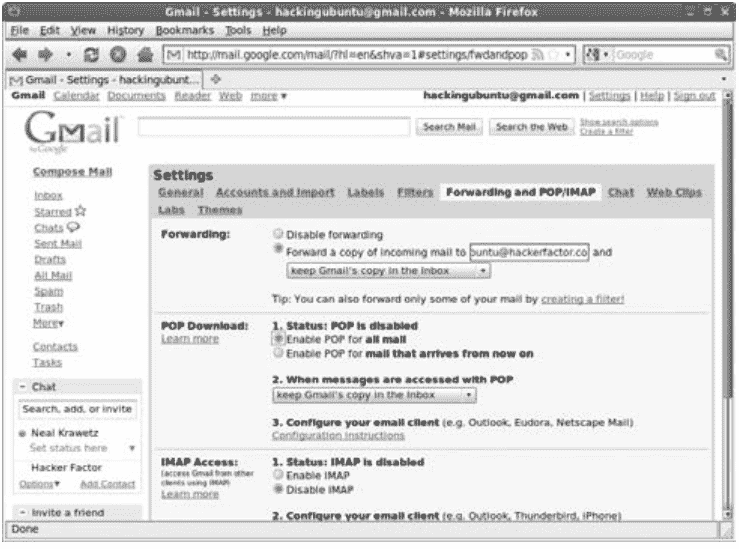 Gmail - Settings - hackingubuntu@gmail.com - Mozilla Firefox
File Edit View History Bookmarks Tools Help
http://mail.google.com/mail/?hl=en&shva=1#settings/fwdandpop
Google
Gmail - Settings - hackingubunt...
Gmail Calendar Documents Reader Web more ▾
hackingubuntu@gmail.com | Settings | Help | Sign out
Gmail
by Google
Search Mail
Search the Web
Show search options
Create a filter
Compose Mail
Inbox
Starred
Chats
Sent Mail
Drafts
All Mail
Spam
Trash
More▾
Contacts
Tasks
− Chat
Search, add, or invite
Neal Krawetz
Set status here
Hacker Factor
Options▾ Add Contact
− Invite a friend
Settings
General Accounts and Import Labels Filters Forwarding and POP/IMAP Chat Web Clips
Labs Themes
Forwarding:
Disable forwarding
Forward a copy of incoming mail to buntu@hackerfactor.co and
keep Gmail's copy in the Inbox
Tip: You can also forward only some of your mail by creating a filter!
POP Download:
Learn more
1. Status: POP is disabled
Enable POP for all mail
Enable POP for mail that arrives from now on
2. When messages are accessed with POP
keep Gmail's copy in the Inbox
3. Configure your email client (e.g. Outlook, Eudora, Netscape Mail)
Configuration instructions
IMAP Access:
(access Gmail from other
clients using IMAP)
Learn more
1. Status: IMAP is disabled
Enable IMAP
Disable IMAP
2. Configure your email client (e.g. Outlook, Thunderbird, iPhone)
Done